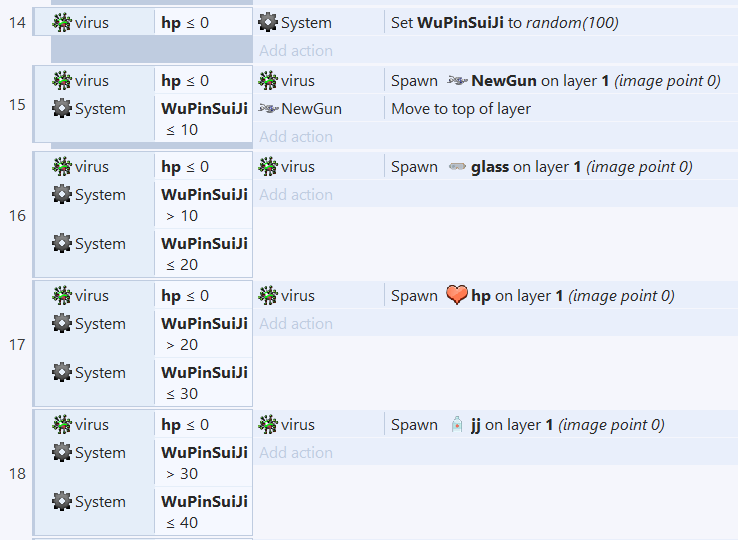 14 virus hp ≤ 0 System Set WuPinSuiJi to random(100)
Add action
virus hp ≤ 0 virus Spawn NewGun on layer 1 (image point 0)
15 System WuPinSuiJi NewGun Move to top of layer
≤ 10 Add action
virus hp ≤ 0 virus Spawn glass on layer 1 (image point 0)
System WuPinSuiJi Add action
16 > 10
System WuPinSuiJi
≤ 20
virus hp ≤ 0 virus Spawn hp on layer 1 (image point 0)
System WuPinSuiJi Add action
17 > 20
System WuPinSuiJi
≤ 30
virus hp ≤ 0 virus Spawn jj on layer 1 (image point 0)
System WuPinSuiJi Add action
18 > 30
System WuPinSuiJi
≤ 40